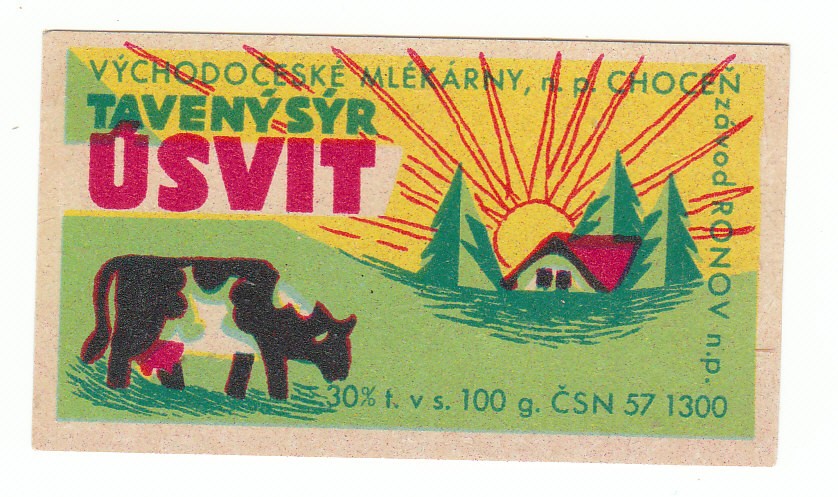 VÝCHODOČESKÉ MLÉKÁRNY, n. p. CHOCEŇ
závod RONOV n.p.
TAVENÝ SÝR
ÚSVIT
30% t. v s. 100 g. ČSN 57 1300